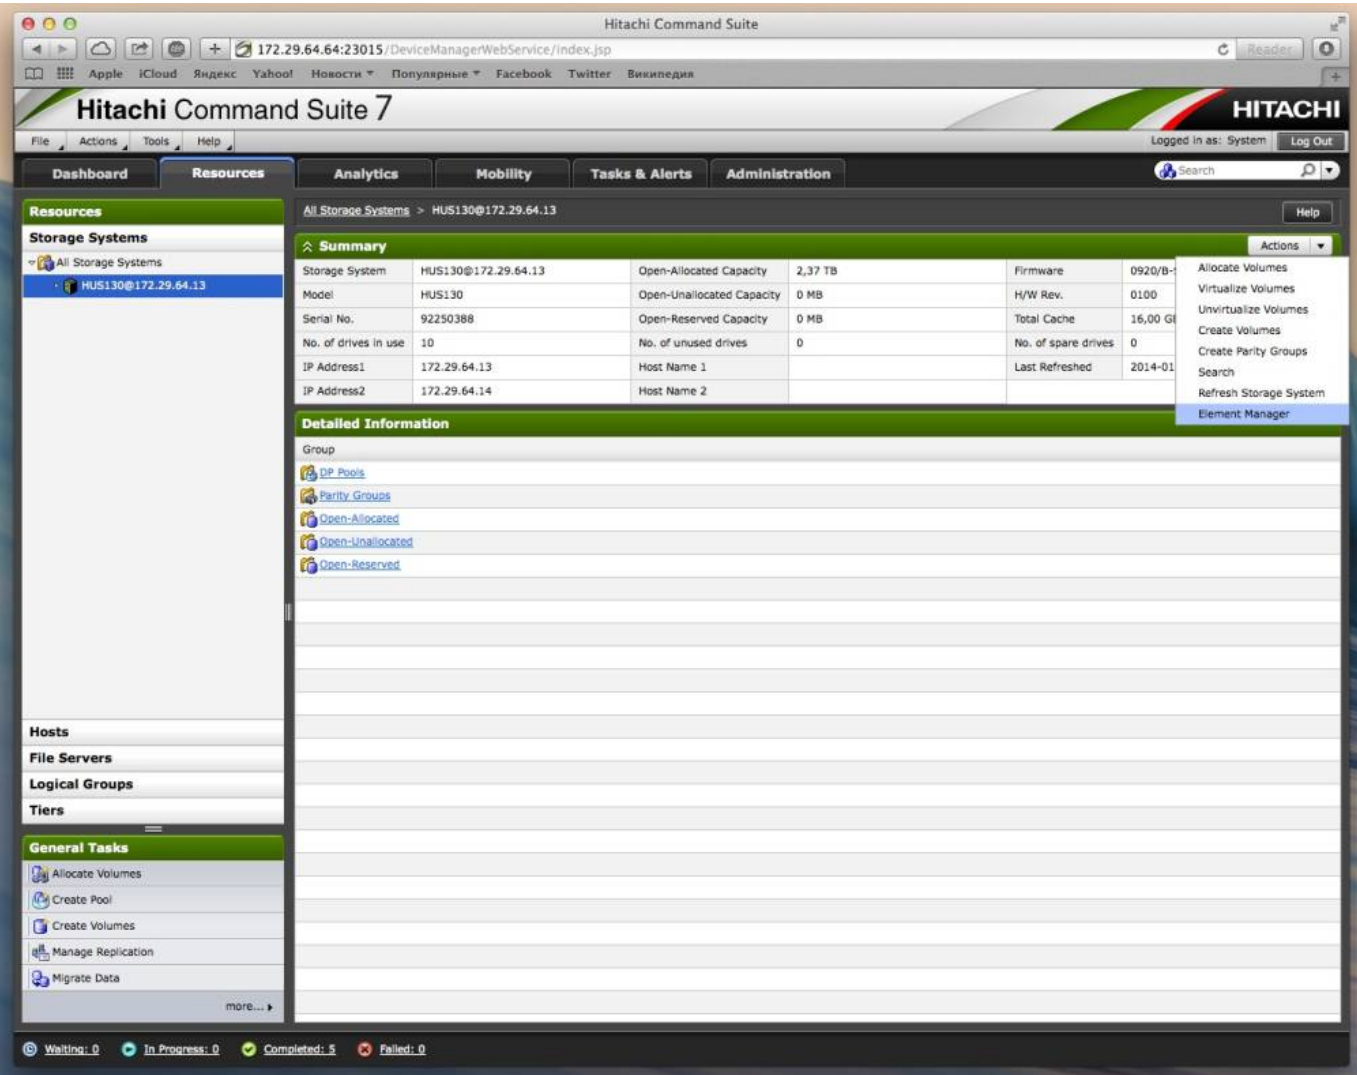 Hitachi Command Suite
172.29.64.64:23015/DeviceManagerWebService/index.jsp
Reader
Apple iCloud Яндекс Yahoo! Новости Популярные Facebook Twitter Википедия
Hitachi Command Suite 7
HITACHI
File Actions Tools Help
Logged in as: System Log Out
Dashboard Resources Analytics Mobility Tasks & Alerts Administration
Search
Resources
Storage Systems
All Storage Systems
HUS130@172.29.64.13
All Storage Systems > HUS130@172.29.64.13
Help
Summary
Actions
Storage System HUS130@172.29.64.13 Open-Allocated Capacity 2,37 TB Firmware
Model HUS130 Open-Unallocated Capacity 0 MB H/W Rev. 0100
Serial No. 92250388 Open-Reserved Capacity 0 MB Total Cache 16,00
No. of drives in use 10 No. of unused drives 0 No. of spare drives 0
IP Address1 172.29.64.13 Host Name 1 Last Refreshed 2014-01
IP Address2 172.29.64.14 Host Name 2
Allocate Volumes
Virtualize Volumes
Unvirtualize Volumes
Create Volumes
Create Parity Groups
Search
Refresh Storage System
Element Manager
Detailed Information
Group
DP Pools
Parity Groups
Open-Allocated
Open-Unallocated
Open-Reserved
Hosts
File Servers
Logical Groups
Tiers
General Tasks
Allocate Volumes
Create Pool
Create Volumes
Manage Replication
Migrate Data
more...
Waiting: 0 In Progress: 0 Completed: 5 Failed: 0